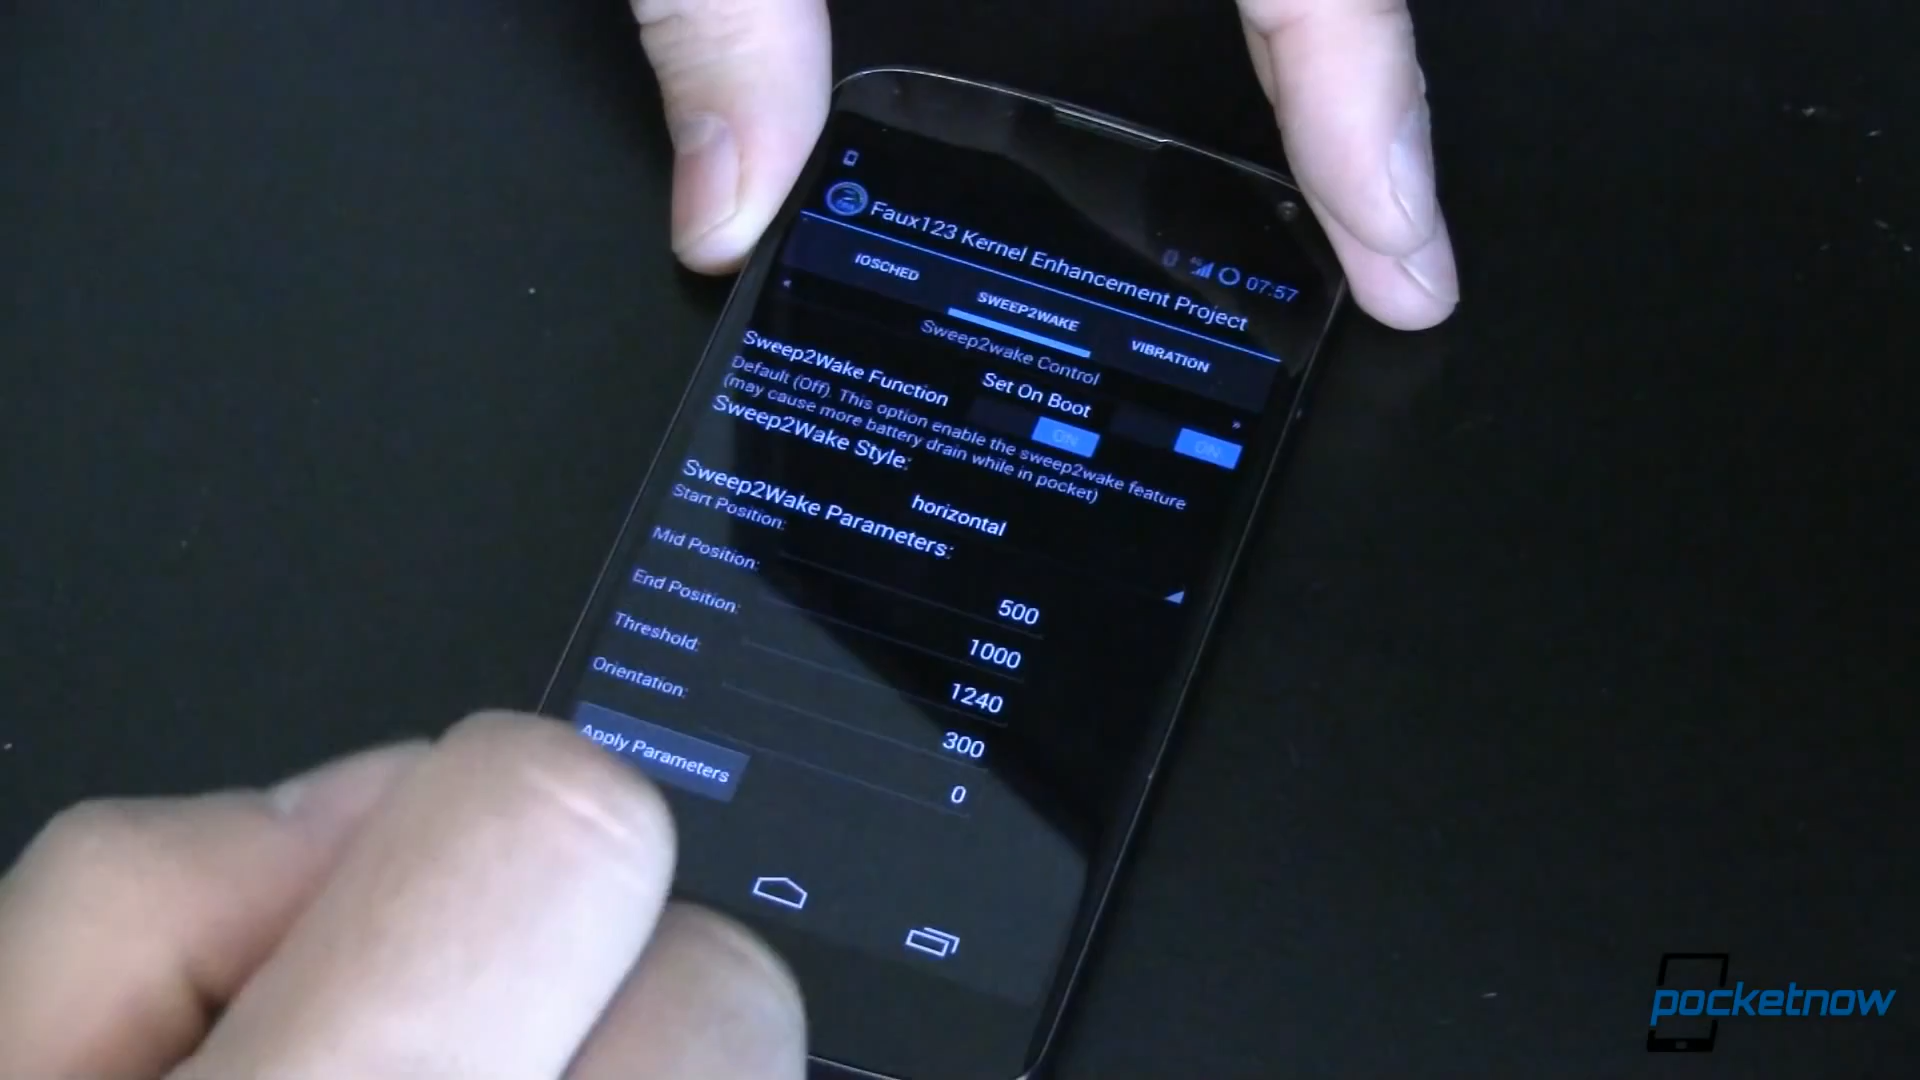 07:57
Faux123 Kernel Enhancement Project
IOSCHED
SWEEP2WAKE
VIBRATION
Sweep2wake Control
Sweep2Wake Function
Set On Boot
ON
ON
Default (Off). This option enable the sweep2wake feature
(may cause more battery drain while in pocket)
Sweep2Wake Style:
horizontal
Sweep2Wake Parameters:
Start Position:
500
Mid Position:
1000
End Position:
1240
Threshold:
300
Orientation:
0
Apply Parameters
pocketnow